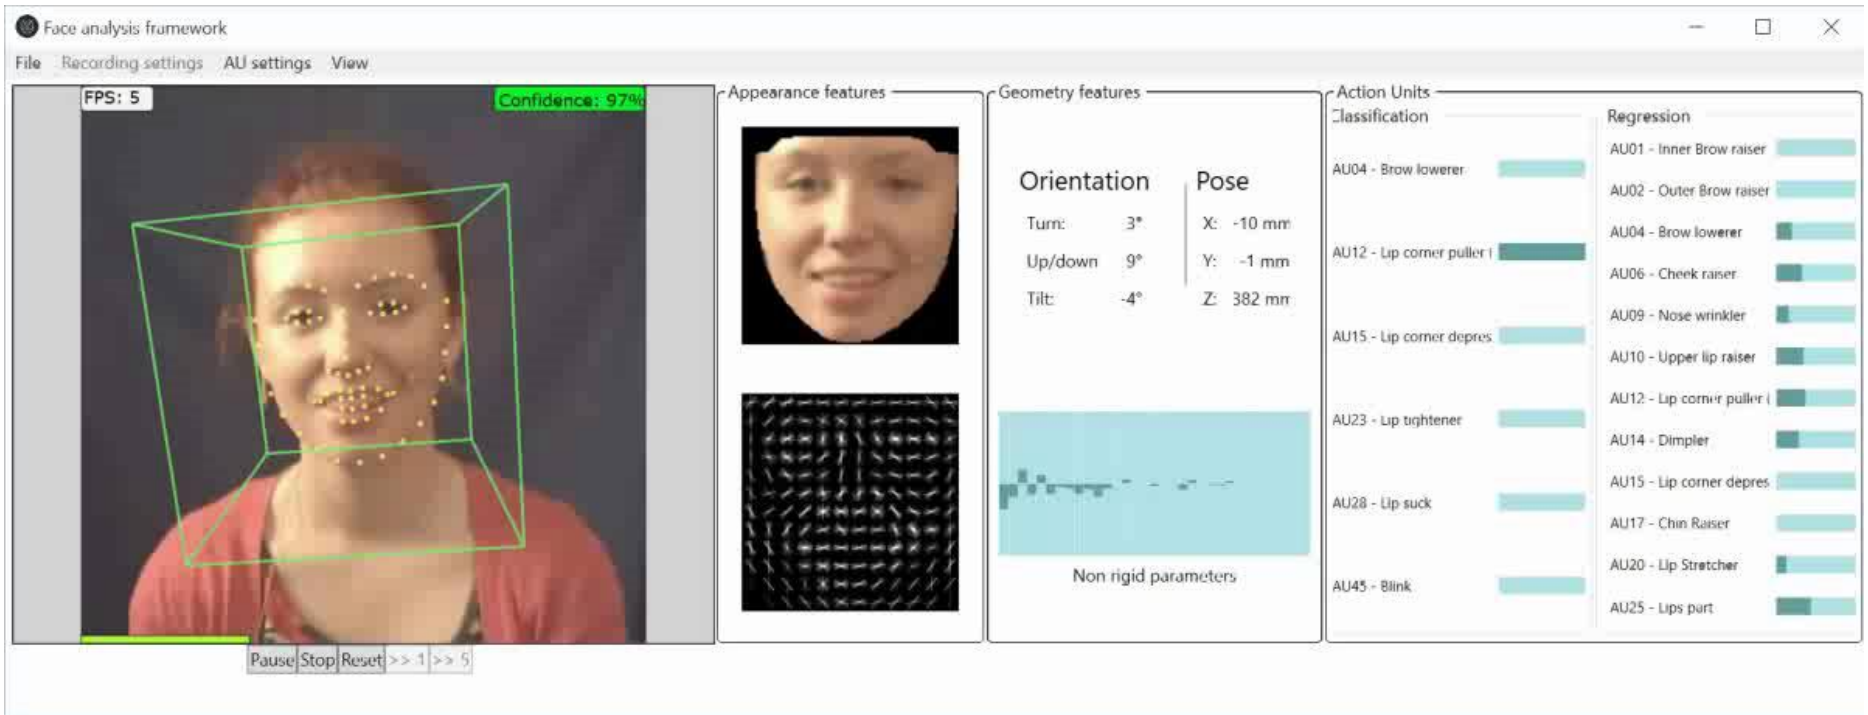 Face analysis framework
File Recording settings AU settings View
FPS: 5
Confidence: 97%
Pause Stop Reset >> 1 >> 5
Appearance features
Geometry features
Orientation Pose
Turn: 3° X: -10 mm
Up/down 9° Y: -1 mm
Tilt: -4° Z: 382 mm
Non rigid parameters
Action Units
Classification
AU04 - Brow lowerer
AU12 - Lip corner puller (
AU15 - Lip corner depres
AU23 - Lip tightener
AU28 - Lip suck
AU45 - Blink
Regression
AU01 - Inner Brow raiser
AU02 - Outer Brow raiser
AU04 - Brow lowerer
AU06 - Cheek raiser
AU09 - Nose wrinkler
AU10 - Upper lip raiser
AU12 - Lip corner puller (
AU14 - Dimpler
AU15 - Lip corner depres
AU17 - Chin Raiser
AU20 - Lip Stretcher
AU25 - Lips part